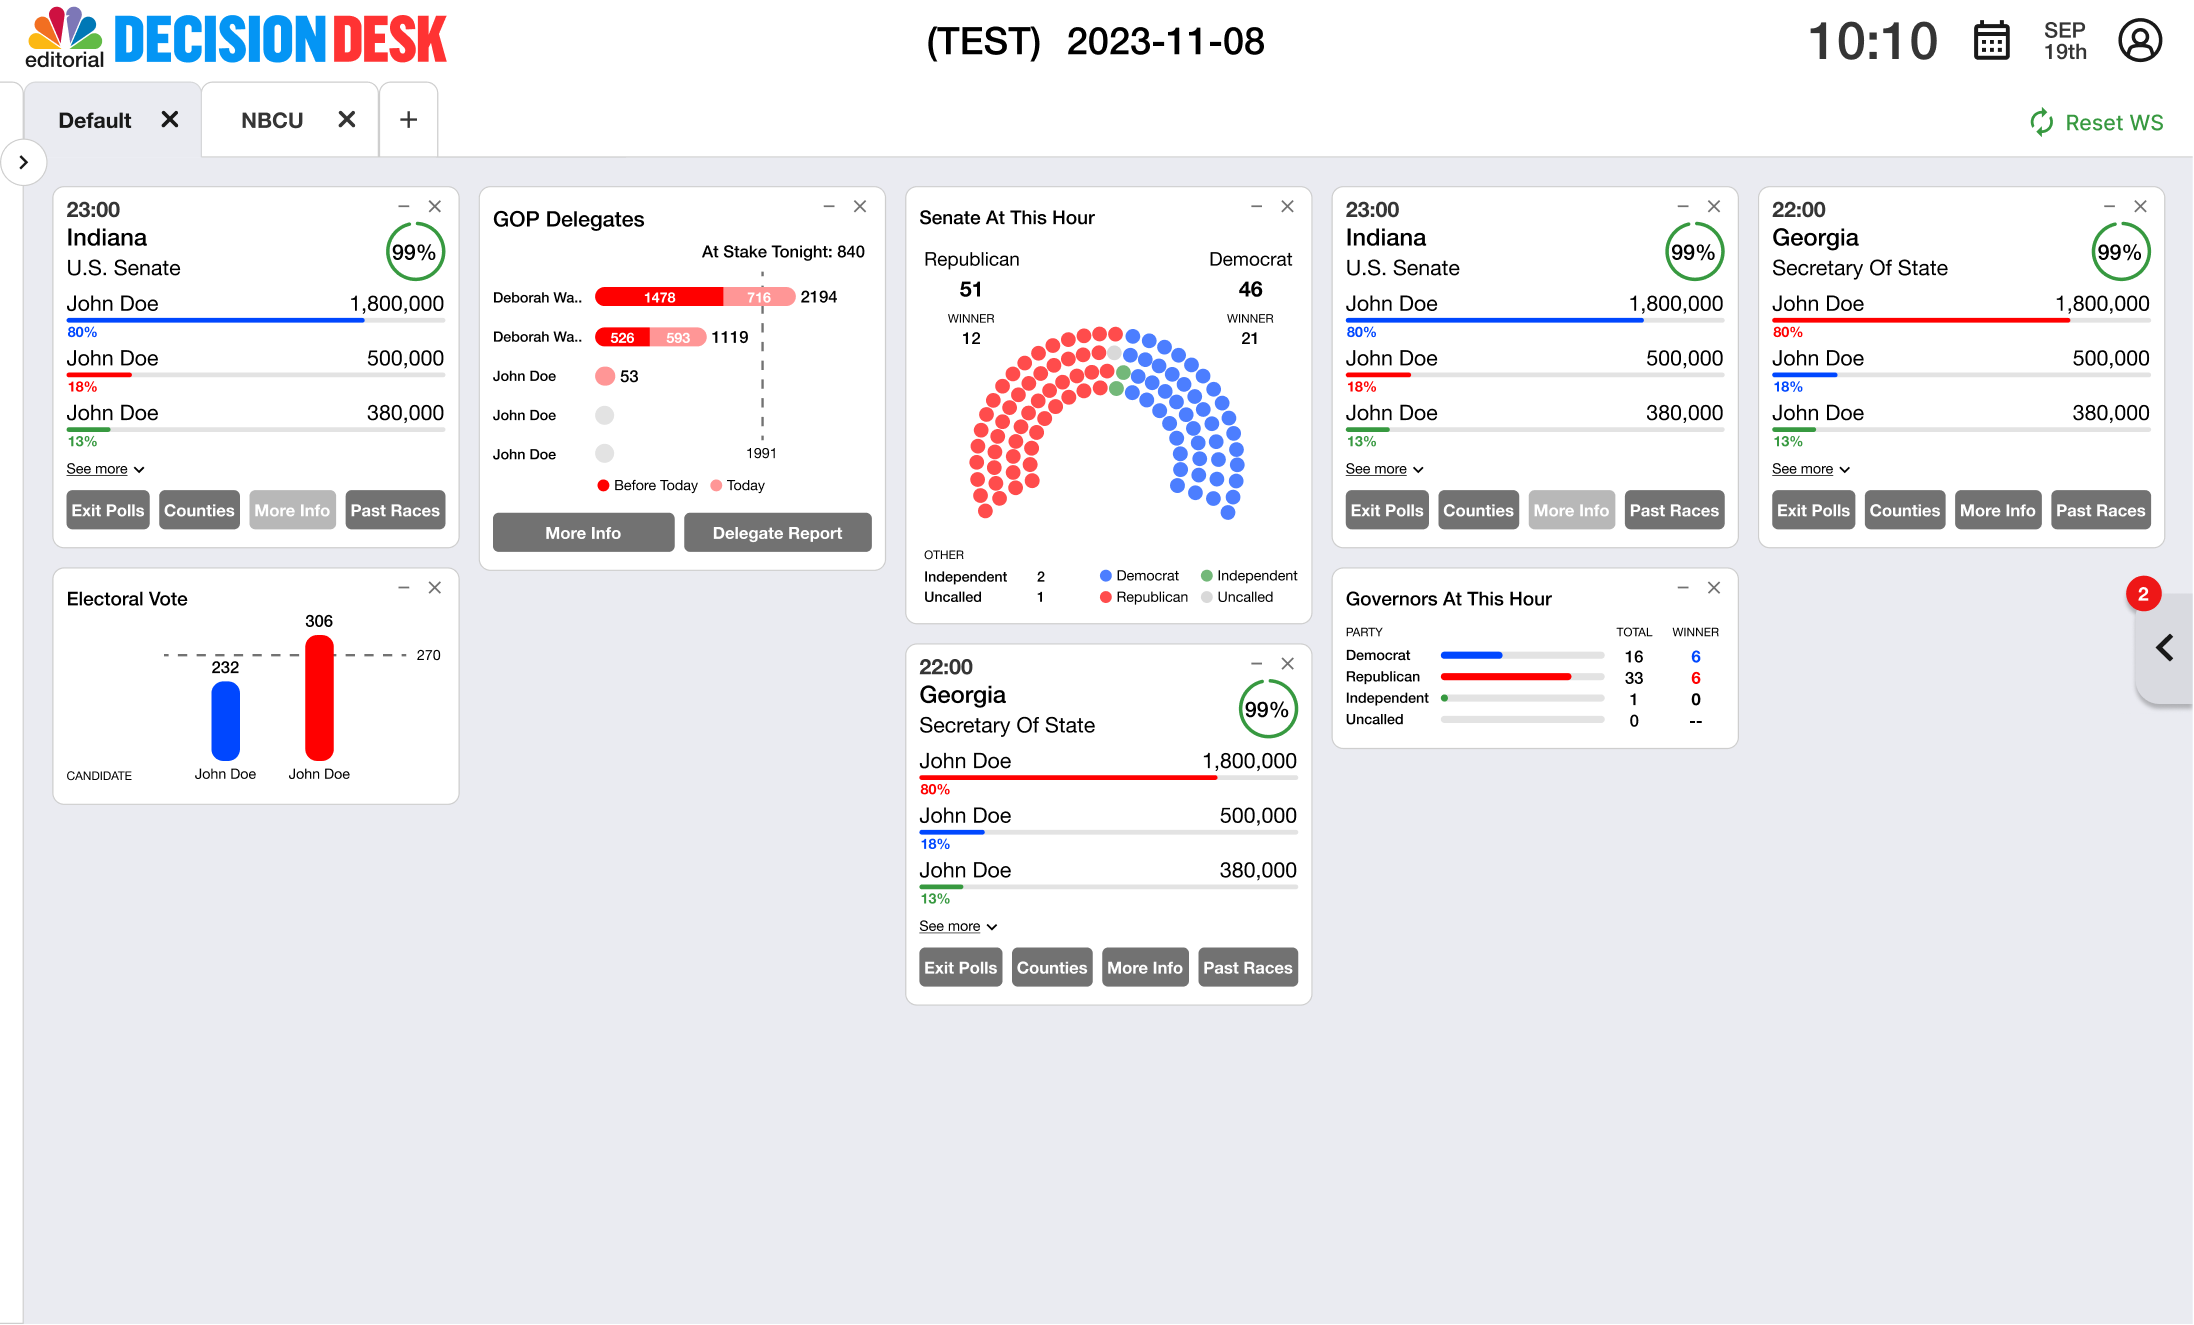 editorial DECISION DESK
(TEST) 2023-11-08
10:10
SEP
19th
Default
NBCU
+
Reset WS
23:00
Indiana
U.S. Senate
99%
John Doe 1,800,000
80%
John Doe 500,000
18%
John Doe 380,000
13%
See more
Exit Polls Counties More Info Past Races
GOP Delegates
At Stake Tonight: 840
Deborah Wa.. 1478 716 2194
Deborah Wa.. 526 593 1119
John Doe 53
John Doe
John Doe
1991
Before Today Today
More Info Delegate Report
Senate At This Hour
Republican Democrat
51 46
WINNER WINNER
12 21
OTHER
Independent 2
Uncalled 1
Democrat Independent
Republican Uncalled
23:00
Indiana
U.S. Senate
99%
John Doe 1,800,000
80%
John Doe 500,000
18%
John Doe 380,000
13%
See more
Exit Polls Counties More Info Past Races
22:00
Georgia
Secretary Of State
99%
John Doe 1,800,000
80%
John Doe 500,000
18%
John Doe 380,000
13%
See more
Exit Polls Counties More Info Past Races
Electoral Vote
306
270
232
CANDIDATE John Doe John Doe
22:00
Georgia
Secretary Of State
99%
John Doe 1,800,000
80%
John Doe 500,000
18%
John Doe 380,000
13%
See more
Exit Polls Counties More Info Past Races
Governors At This Hour
PARTY TOTAL WINNER
Democrat 16 6
Republican 33 6
Independent 1 0
Uncalled 0 --
2